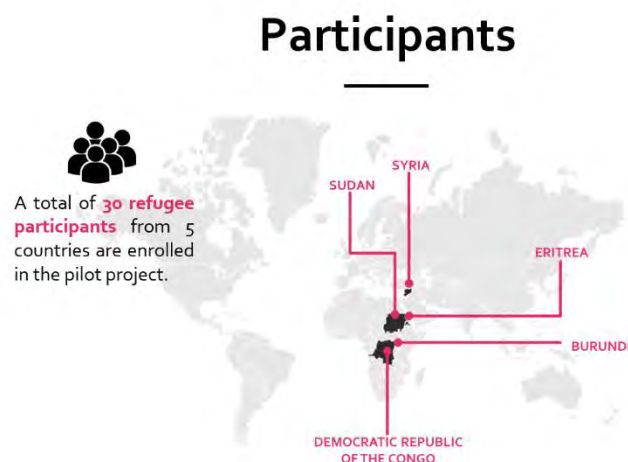 Participants
A total of 30 refugee
participants from 5
countries are enrolled
in the pilot project.
SYRIA
SUDAN
ERITREA
BURUNDI
DEMOCRATIC REPUBLIC
OF THE CONGO